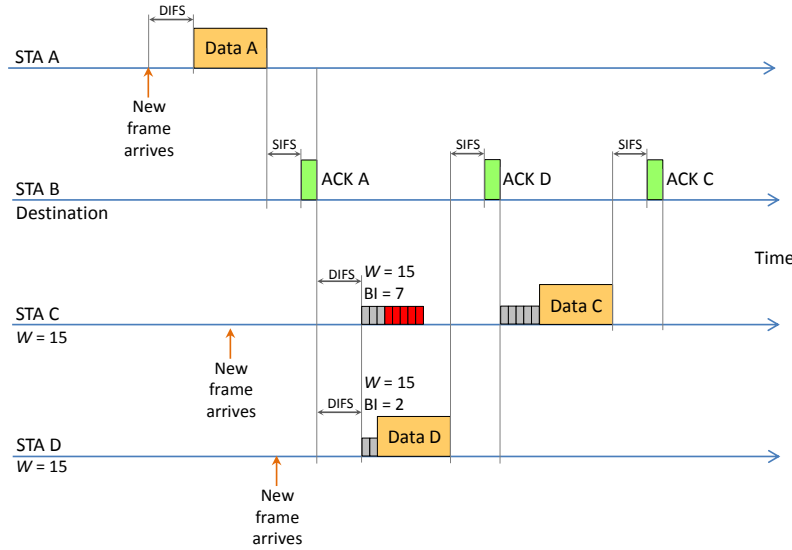 DIFS
Data A
STA A
New
frame
arrives
SIFS
SIFS
SIFS
ACK A
ACK D
ACK C
STA B
Destination
Time
DIFS
W = 15
BI = 7
Data C
STA C
W = 15
New
frame
arrives
W = 15
BI = 2
DIFS
Data D
STA D
W = 15
New
frame
arrives